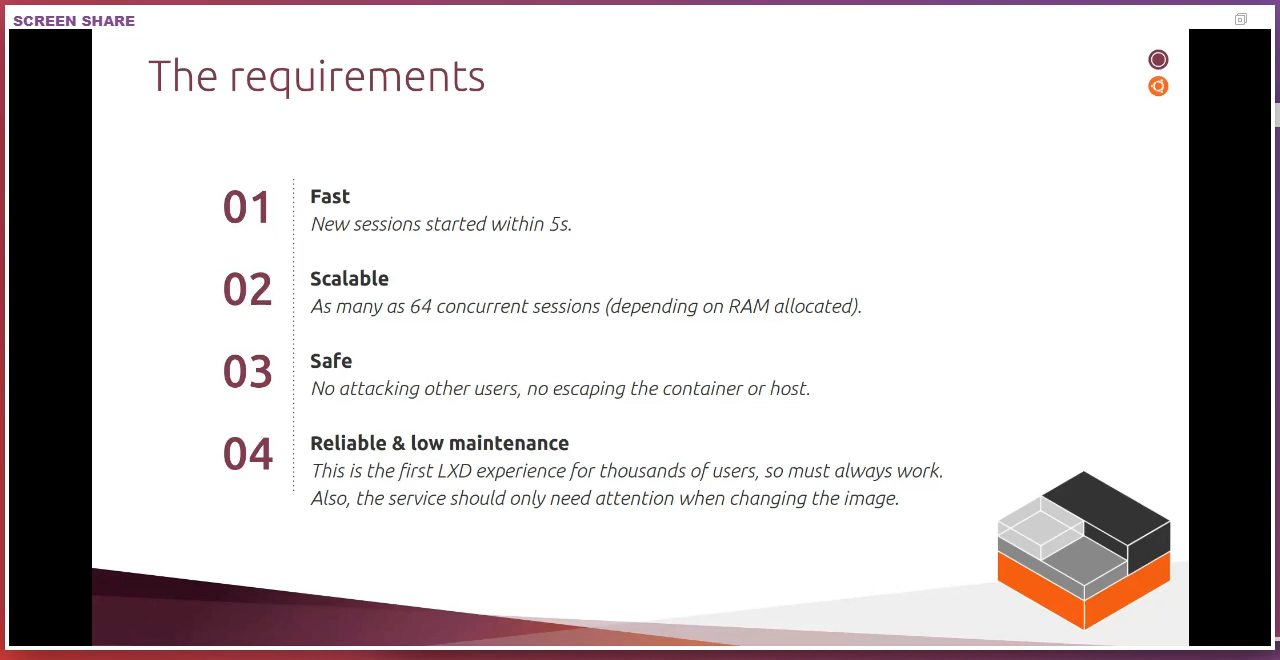 SCREEN SHARE
The requirements
01
Fast
New sessions started within 5s.
02
Scalable
As many as 64 concurrent sessions (depending on RAM allocated).
03
Safe
No attacking other users, no escaping the container or host.
04
Reliable & low maintenance
This is the first LXD experience for thousands of users, so must always work.
Also, the service should only need attention when changing the image.